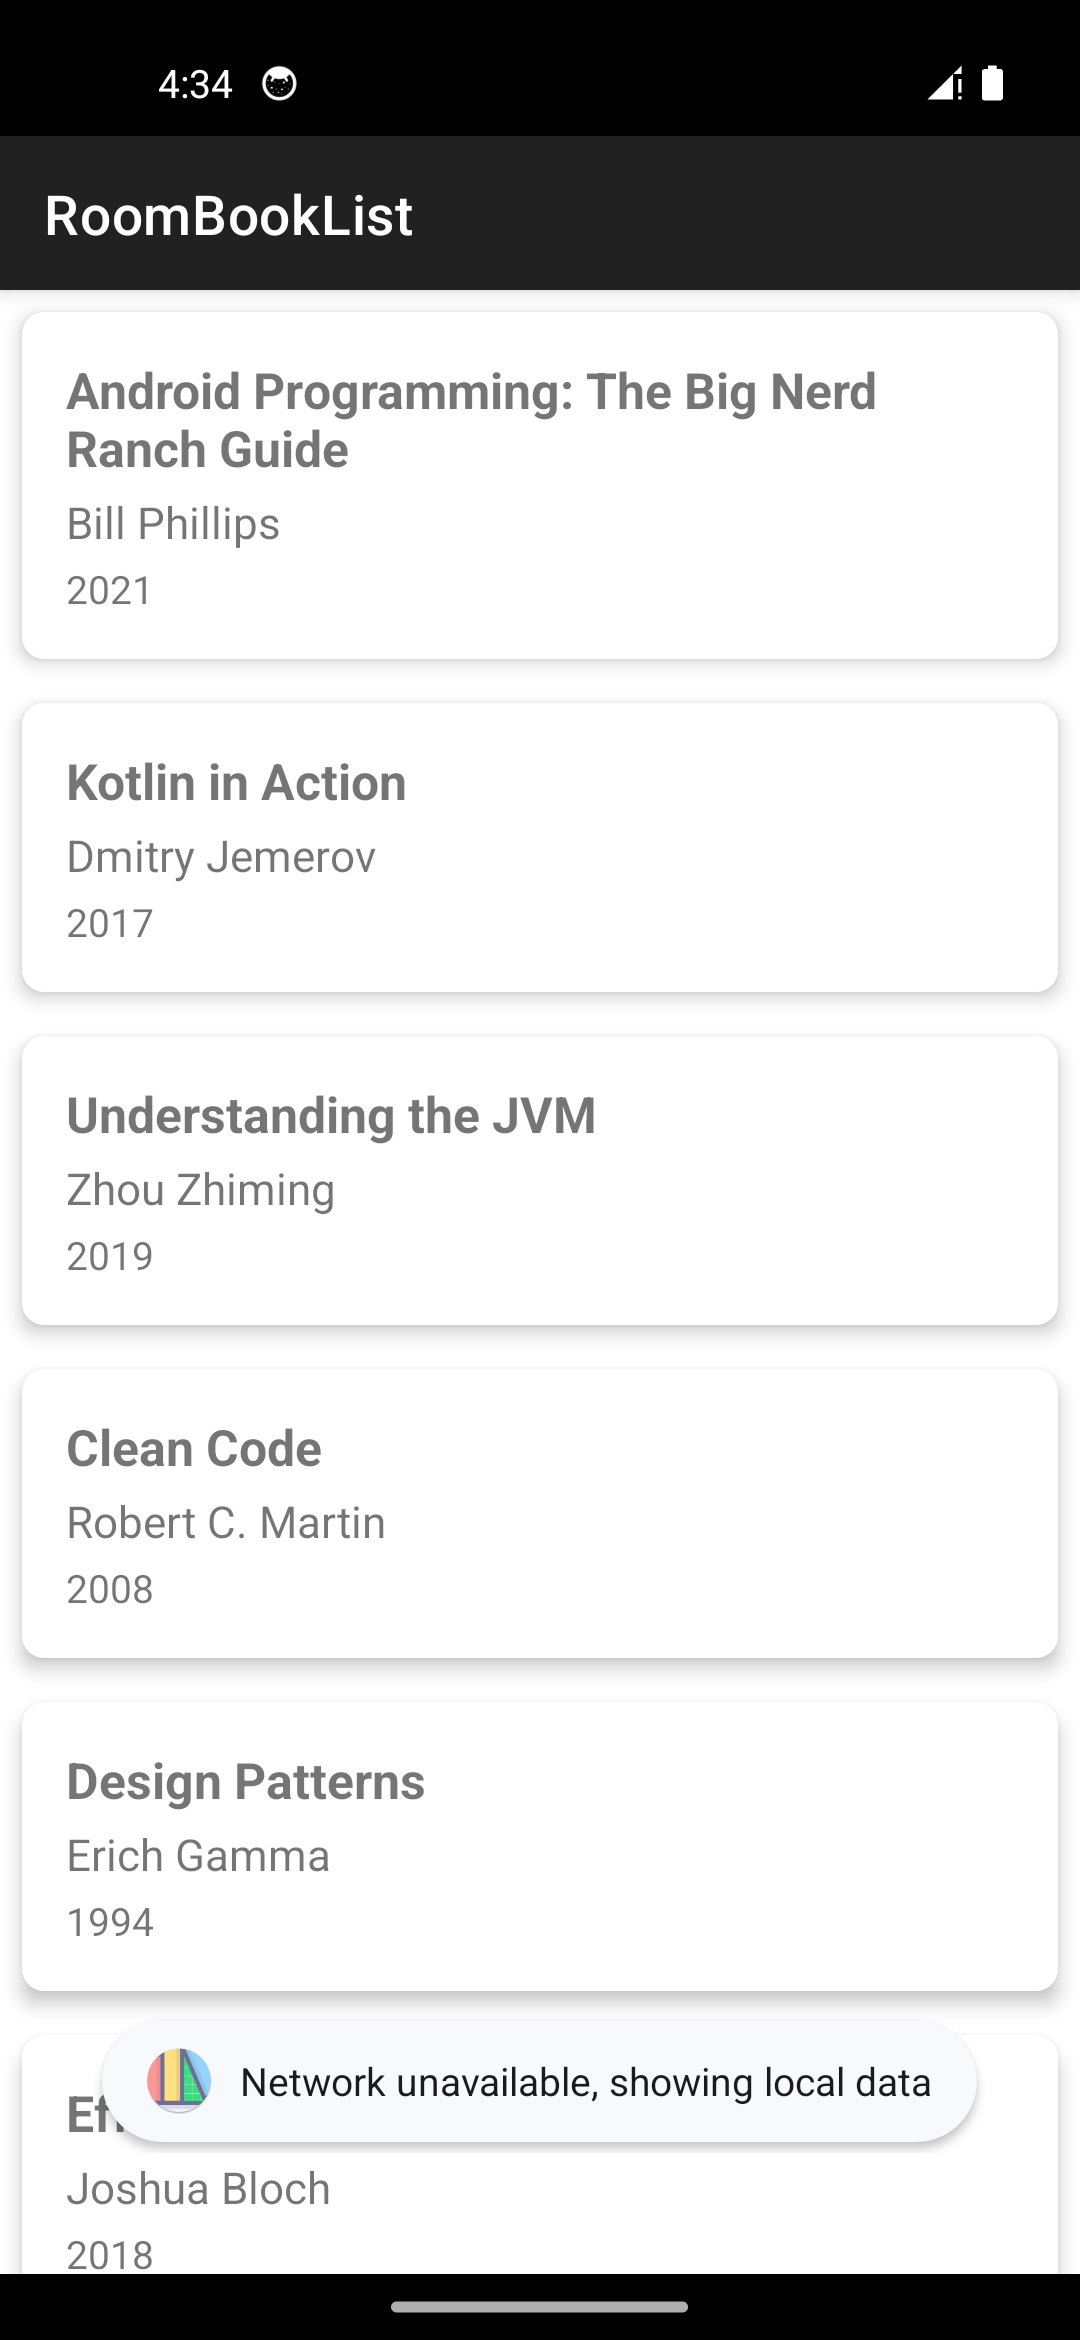 4:34
RoomBookList
Android Programming: The Big Nerd
Ranch Guide
Bill Phillips
2021
Kotlin in Action
Dmitry Jemerov
2017
Understanding the JVM
Zhou Zhiming
2019
Clean Code
Robert C. Martin
2008
Design Patterns
Erich Gamma
1994
Network unavailable, showing local data
Joshua Bloch
2018